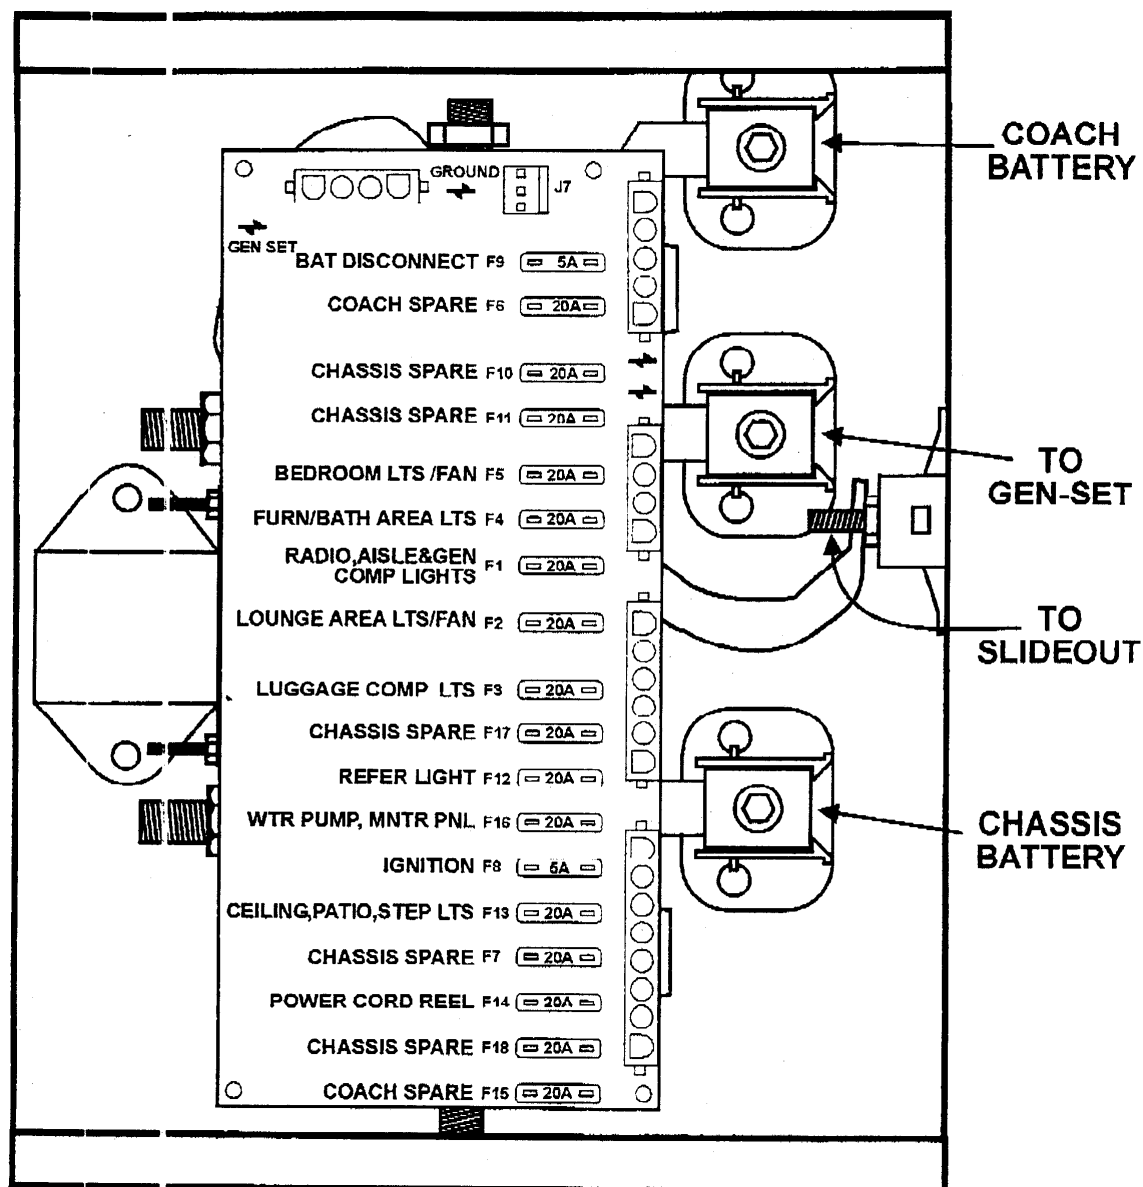 GROUND
J7
GEN SET
BAT DISCONNECT F9 5A
COACH SPARE F6 20A
CHASSIS SPARE F10 20A
CHASSIS SPARE F11 20A
BEDROOM LTS /FAN F5 20A
FURN/BATH AREA LTS F4 20A
RADIO,AISLE&GEN
COMP LIGHTS F1 20A
LOUNGE AREA LTS/FAN F2 20A
LUGGAGE COMP LTS F3 20A
CHASSIS SPARE F17 20A
REFER LIGHT F12 20A
WTR PUMP, MNTR PNL F16 20A
IGNITION F8 5A
CEILING,PATIO,STEP LTS F13 20A
CHASSIS SPARE F7 20A
POWER CORD REEL F14 20A
CHASSIS SPARE F18 20A
COACH SPARE F15 20A
COACH
BATTERY
TO
GEN-SET
TO
SLIDEOUT
CHASSIS
BATTERY